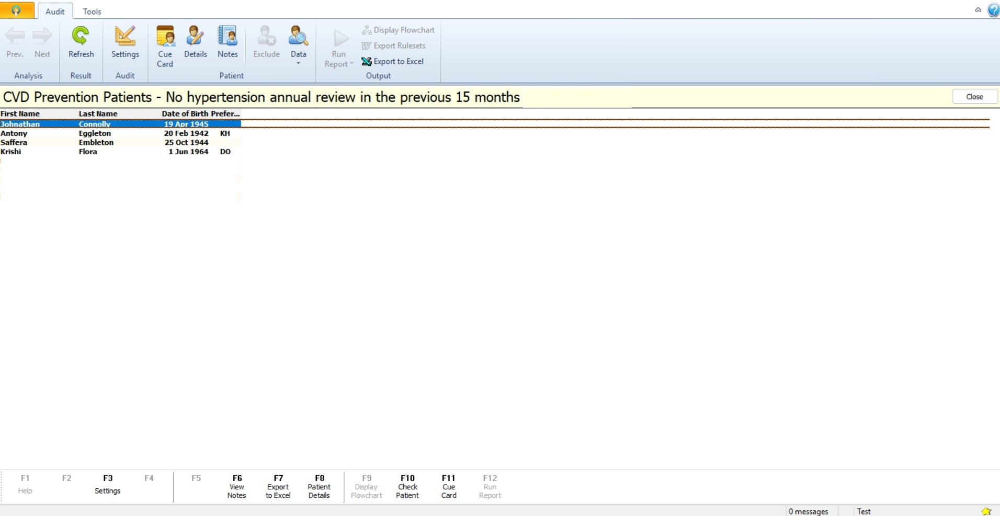 Audit Tools
Prev. Next Refresh Settings Cue Card Details Notes Exclude Data Run Report Display Flowchart
Export Rulesets
Export to Excel
Analysis Result Audit Patient Output
CVD Prevention Patients - No hypertension annual review in the previous 15 months Close
First Name Last Name Date of Birth Prefer...
Johnathan Connolly 19 Apr 1945
Antony Eggleton 20 Feb 1942 KH
Saffera Embleton 25 Oct 1944
Krishi Flora 1 Jun 1964 DO
F1 F2 F3 F4 F5 F6 F7 F8 F9 F10 F11 F12
Help Settings View Notes Export to Excel Patient Details Display Flowchart Check Patient Cue Card Run Report
0 messages Test